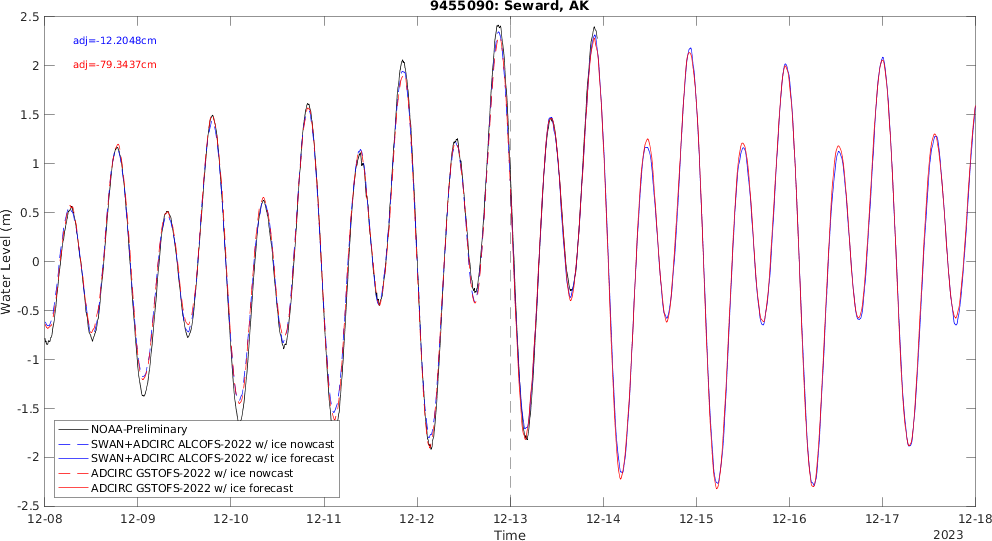 9455090: Seward, AK
adj=-12.2048cm
adj=-79.3437cm
Water Level (m)
2.5
2
1.5
1
0.5
0
-0.5
-1
-1.5
-2
-2.5
NOAA-Preliminary
SWAN+ADCIRC ALCOFS-2022 w/ ice nowcast
SWAN+ADCIRC ALCOFS-2022 w/ ice forecast
ADCIRC GSTOFS-2022 w/ ice nowcast
ADCIRC GSTOFS-2022 w/ ice forecast
12-08 12-09 12-10 12-11 12-12 12-13 12-14 12-15 12-16 12-17 12-18
Time
2023